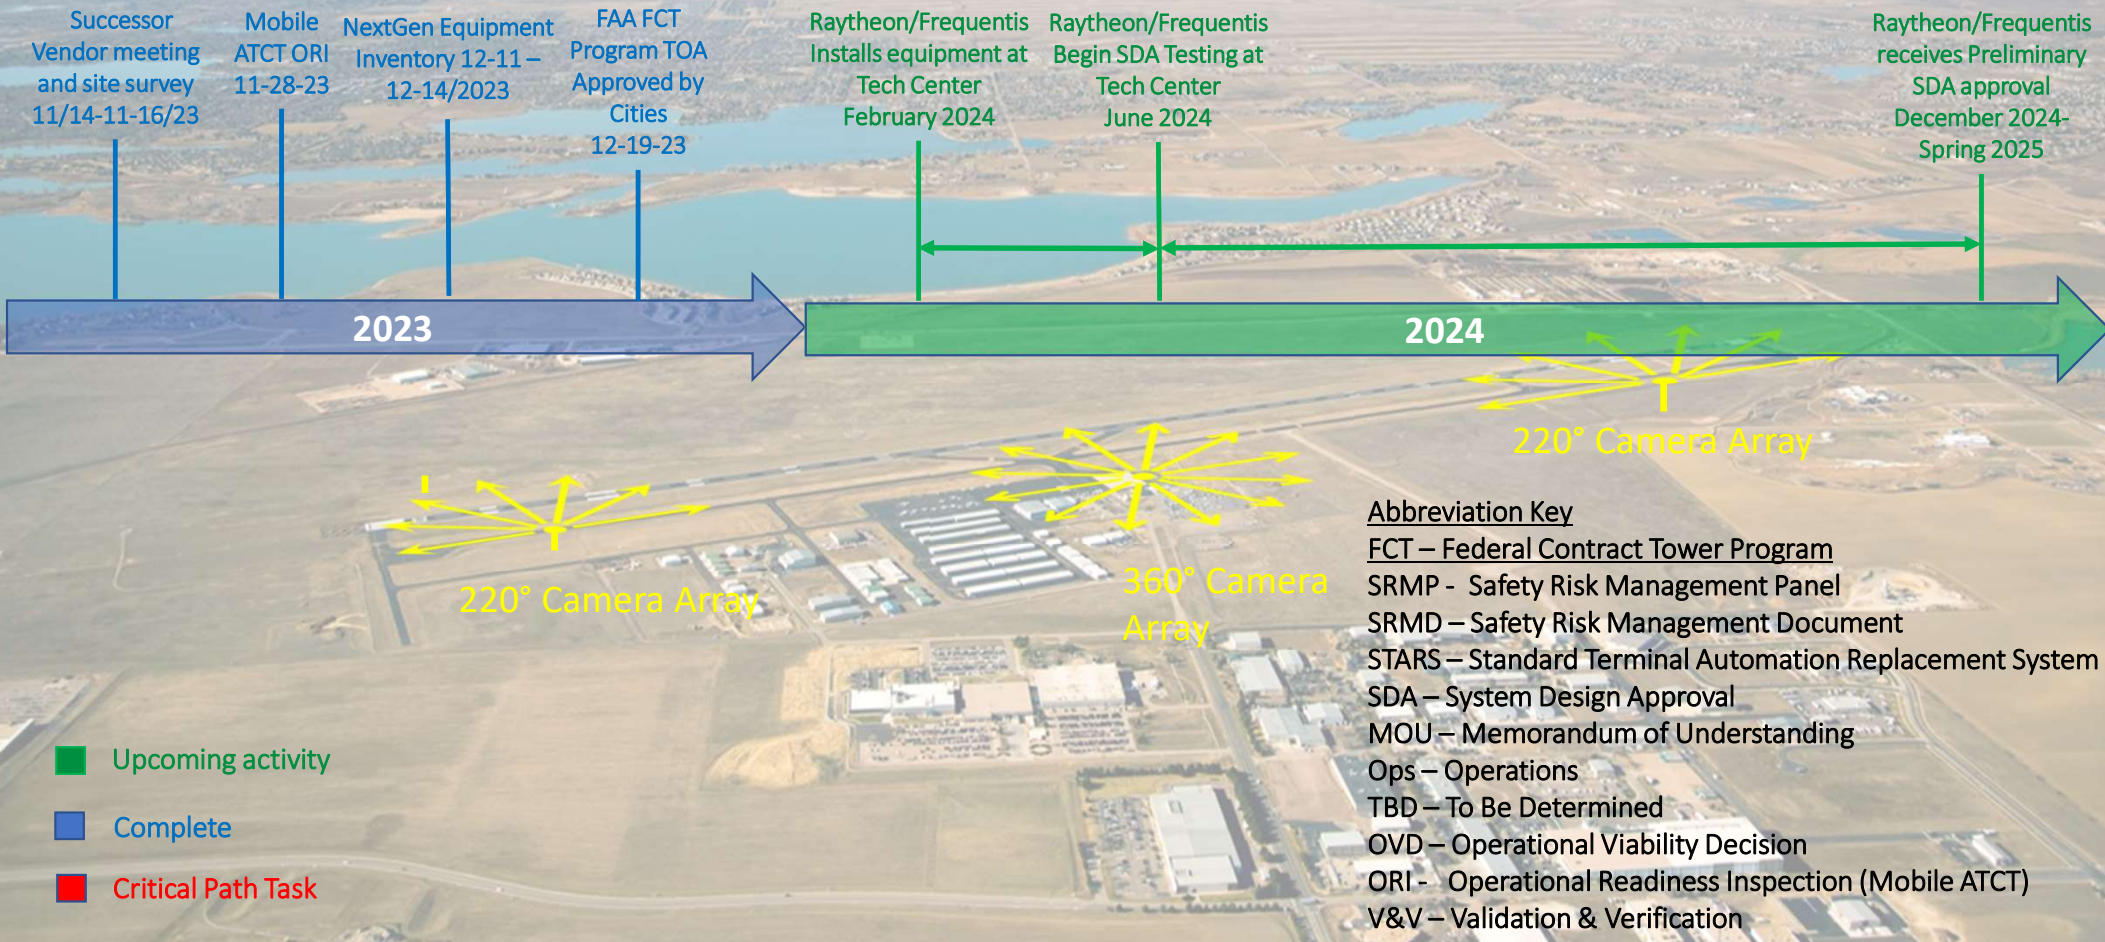 Successor
Vendor meeting
and site survey
11/14-11-16/23
Mobile
ATCT ORI
11-28-23
NextGen Equipment
Inventory 12-11 –
12-14/2023
FAA FCT
Program TOA
Approved by
Cities
12-19-23
Raytheon/Frequentis
Installs equipment at
Tech Center
February 2024
Raytheon/Frequentis
Begin SDA Testing at
Tech Center
June 2024
Raytheon/Frequentis
receives Preliminary
SDA approval
December 2024-
Spring 2025
2023
2024
220° Camera Array
360° Camera
Array
220° Camera Array
Upcoming activity
Complete
Critical Path Task
Abbreviation Key
FCT – Federal Contract Tower Program
SRMP - Safety Risk Management Panel
SRMD – Safety Risk Management Document
STARS – Standard Terminal Automation Replacement System
SDA – System Design Approval
MOU – Memorandum of Understanding
Ops – Operations
TBD – To Be Determined
OVD – Operational Viability Decision
ORI - Operational Readiness Inspection (Mobile ATCT)
V&V – Validation & Verification